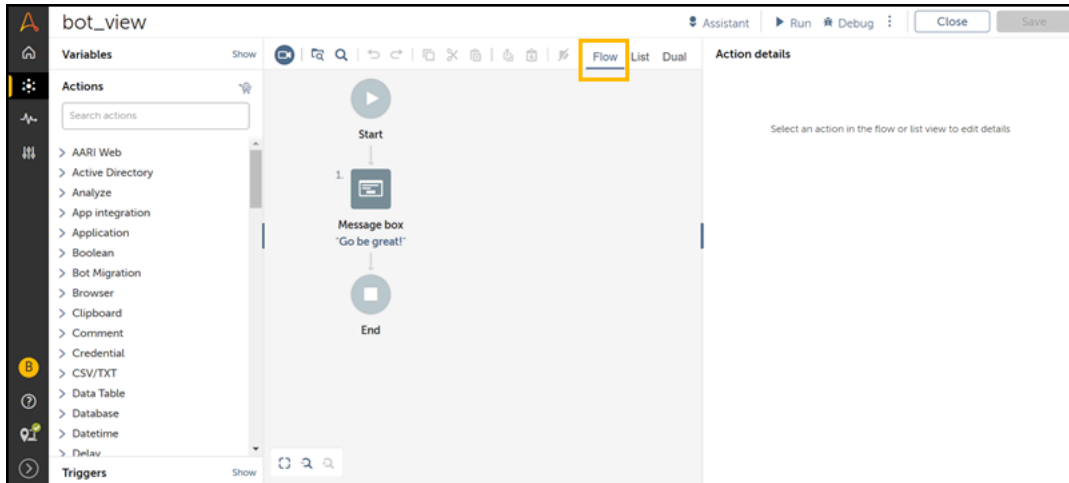 bot_view
Assistant
Run
Debug
Close
Save
Variables
Show
Flow
List
Dual
Action details
Actions
Search actions
Select an action in the flow or list view to edit details
AARI Web
Active Directory
Analyze
App integration
Application
Boolean
Bot Migration
Browser
Clipboard
Comment
Credential
CSV/TXT
Data Table
Database
Datetime
Delay
Triggers
Show
Start
1.
Message box
"Go be great!"
End
B